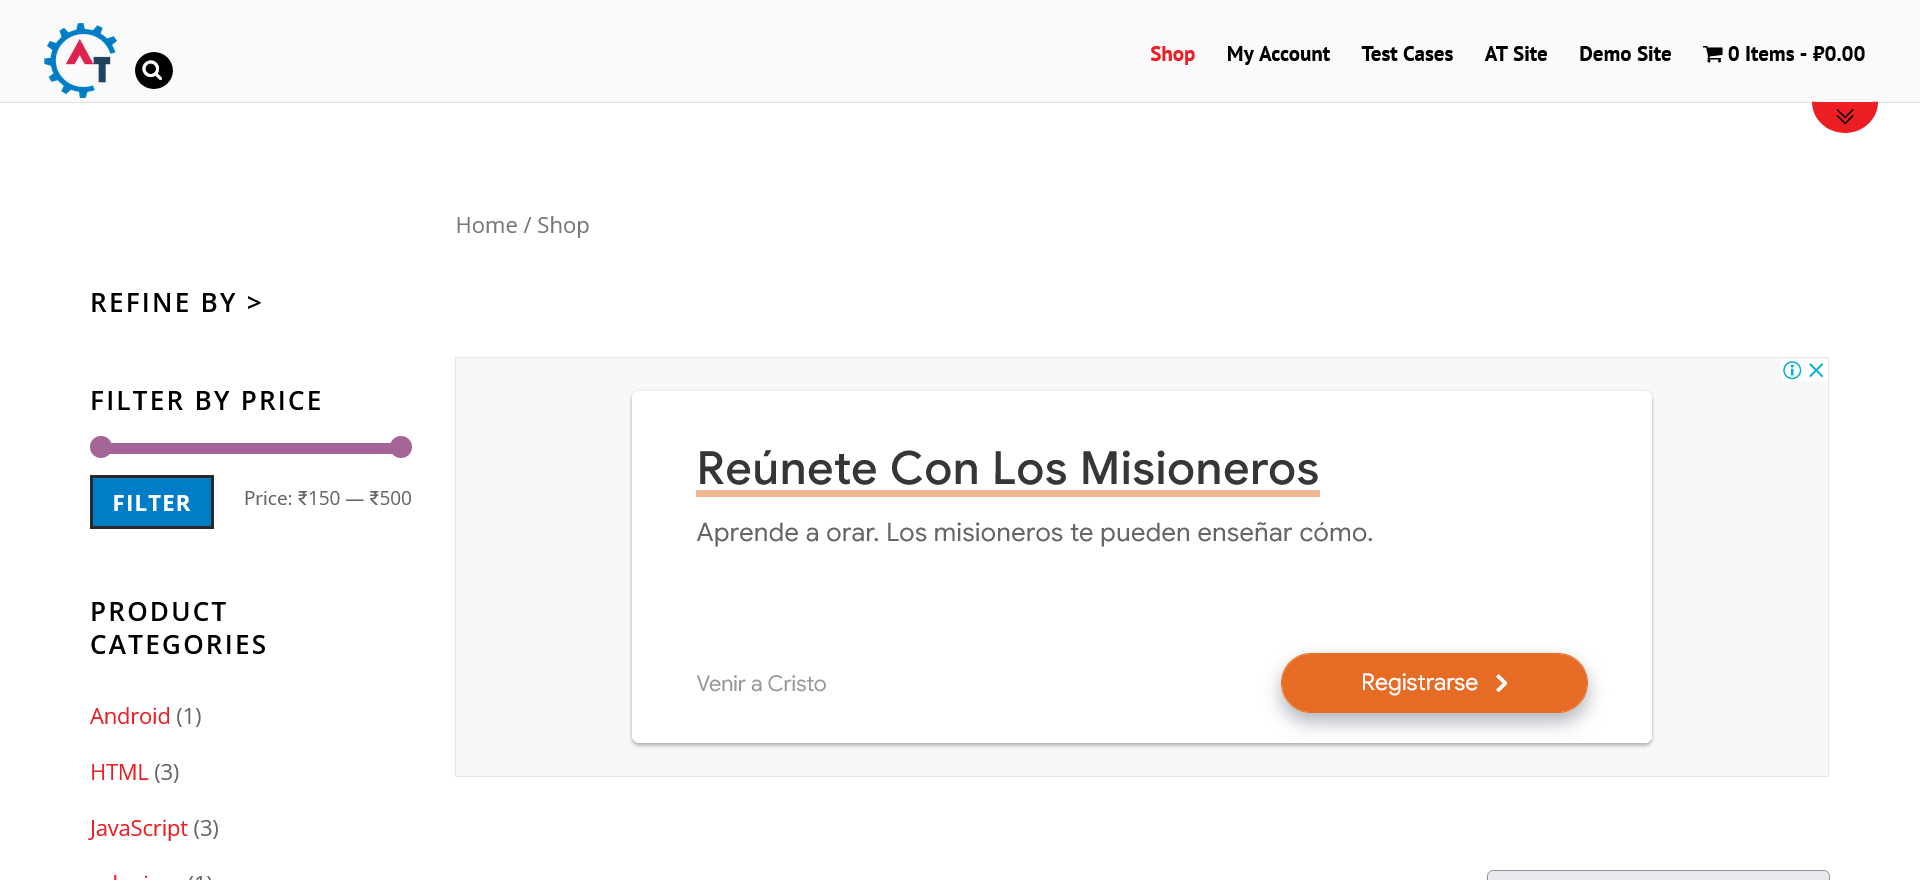 AT
Shop
My Account
Test Cases
AT Site
Demo Site
0 Items - ₽0.00
Home / Shop
REFINE BY >
FILTER BY PRICE
FILTER
Price: ₹150 — ₹500
PRODUCT
CATEGORIES
Android (1)
HTML (3)
JavaScript (3)
Reúnete Con Los Misioneros
Aprende a orar. Los misioneros te pueden enseñar cómo.
Venir a Cristo
Registrarse